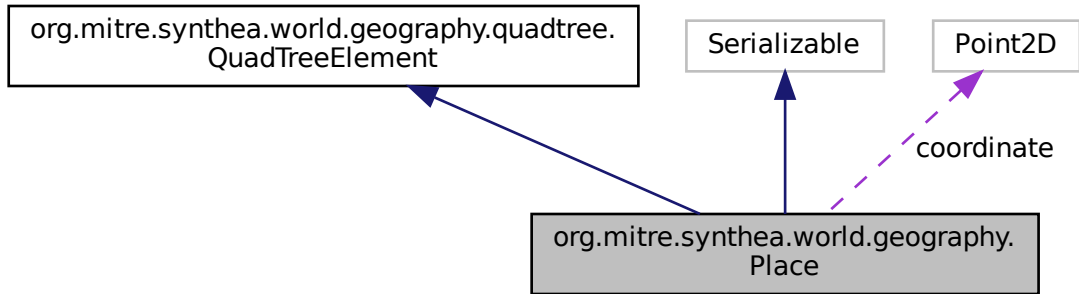 org.mitre.synthea.world.geography.quadtree.
QuadTreeElement
Serializable
Point2D
coordinate
org.mitre.synthea.world.geography.
Place